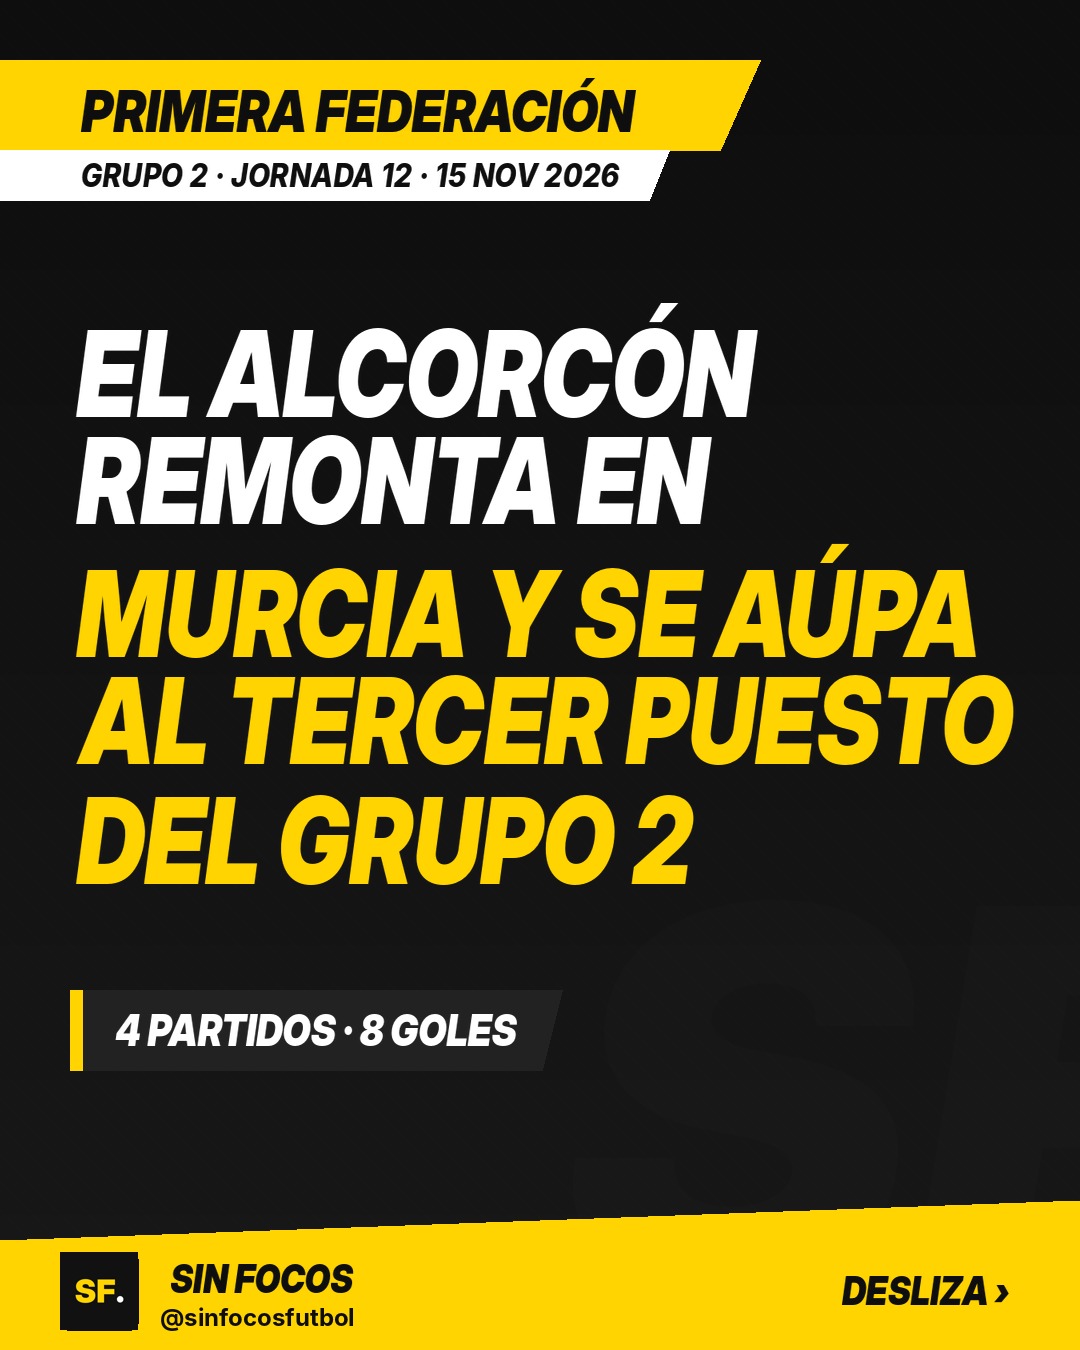 PRIMERA FEDERACIÓN
GRUPO 2 · JORNADA 12 · 15 NOV 2026
EL ALCORCÓN
REMONTA EN
MURCIA Y SE AÚPA
AL TERCER PUESTO
DEL GRUPO 2
4 PARTIDOS · 8 GOLES
SF
SF.
SIN FOCOS
@sinfocosfutbol
DESLIZA ›